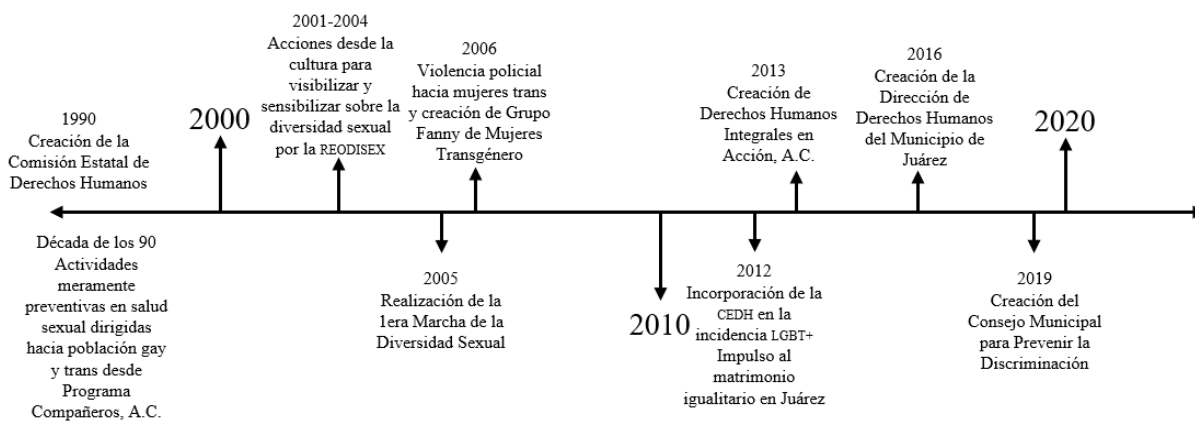 1990
Creación de la
Comisión Estatal de
Derechos Humanos
2000
2001-2004
Acciones desde la
cultura para
visibilizar y
sensibilizar sobre la
diversidad sexual
por la REODISEX
2006
Violencia policial
hacia mujeres trans
y creación de Grupo
Fanny de Mujeres
Transgénero
2013
Creación de
Derechos Humanos
Integrales en
Acción, A.C.
2016
Creación de la
Dirección de
Derechos Humanos
del Municipio de
Juárez
2020
Década de los 90
Actividades
meramente
preventivas en salud
sexual dirigidas
hacia población gay
y trans desde
Programa
Compañeros, A.C.
2005
Realización de la
1era Marcha de la
Diversidad Sexual
2010
2012
Incorporación de la
CEDH en la
incidencia LGBT+
Impulso al
matrimonio
igualitario en Juárez
2019
Creación del
Consejo Municipal
para Prevenir la
Discriminación